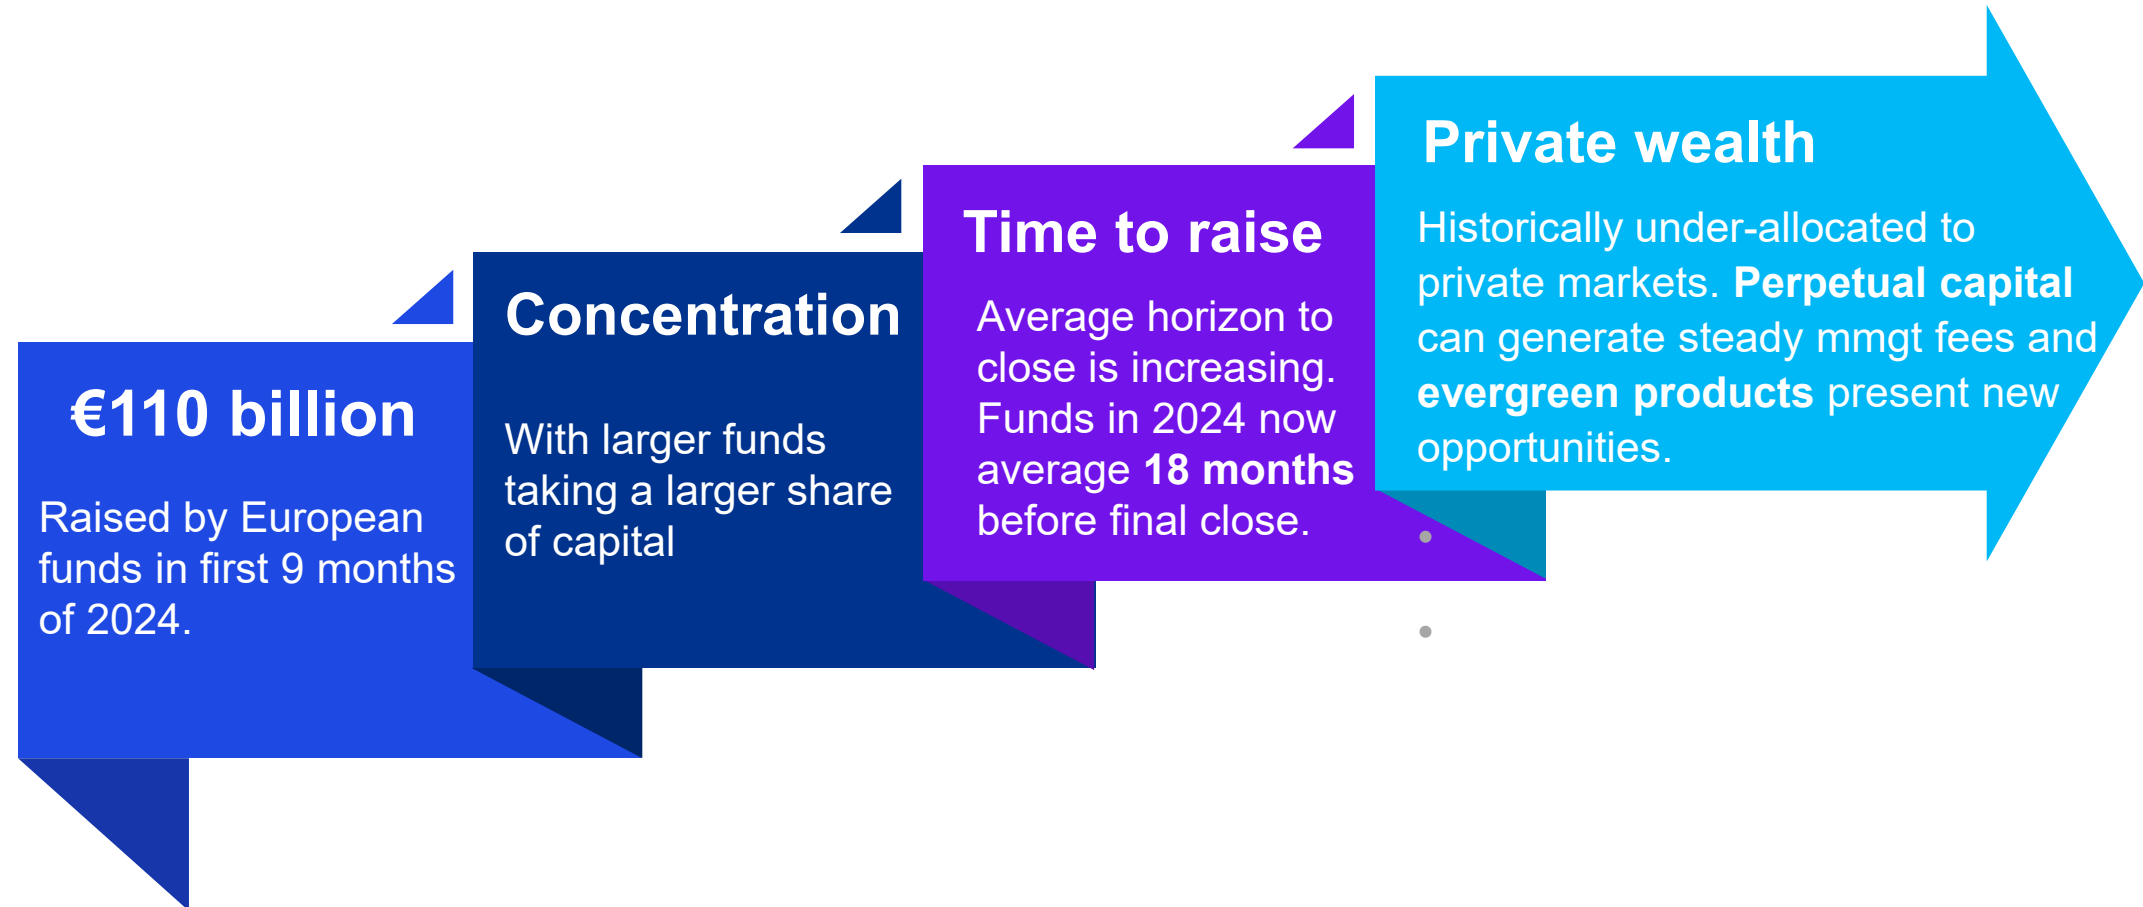 €110 billion
Raised by European
funds in first 9 months
of 2024.
Concentration
With larger funds
taking a larger share
of capital
Time to raise
Average horizon to
close is increasing.
Funds in 2024 now
average 18 months
before final close.
Private wealth
Historically under-allocated to
private markets. Perpetual capital
can generate steady mmgt fees and
evergreen products present new
opportunities.